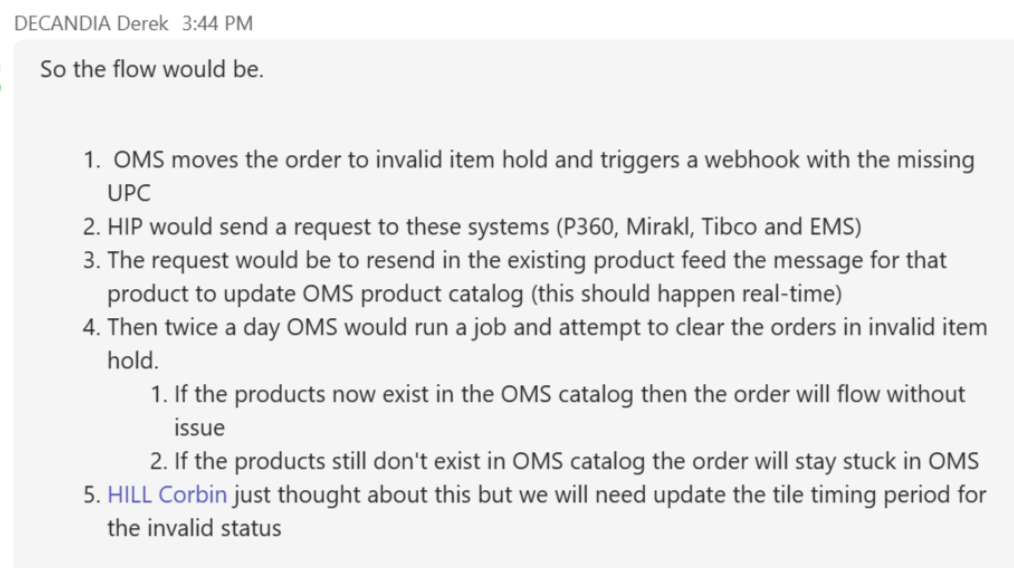 DECANDIA Derek 3:44 PM
So the flow would be.
1. OMS moves the order to invalid item hold and triggers a webhook with the missing
UPC
2. HIP would send a request to these systems (P360, Mirakl, Tibco and EMS)
3. The request would be to resend in the existing product feed the message for that
product to update OMS product catalog (this should happen real-time)
4. Then twice a day OMS would run a job and attempt to clear the orders in invalid item
hold.
1. If the products now exist in the OMS catalog then the order will flow without
issue
2. If the products still don't exist in OMS catalog the order will stay stuck in OMS
5. HILL Corbin just thought about this but we will need update the tile timing period for
the invalid status